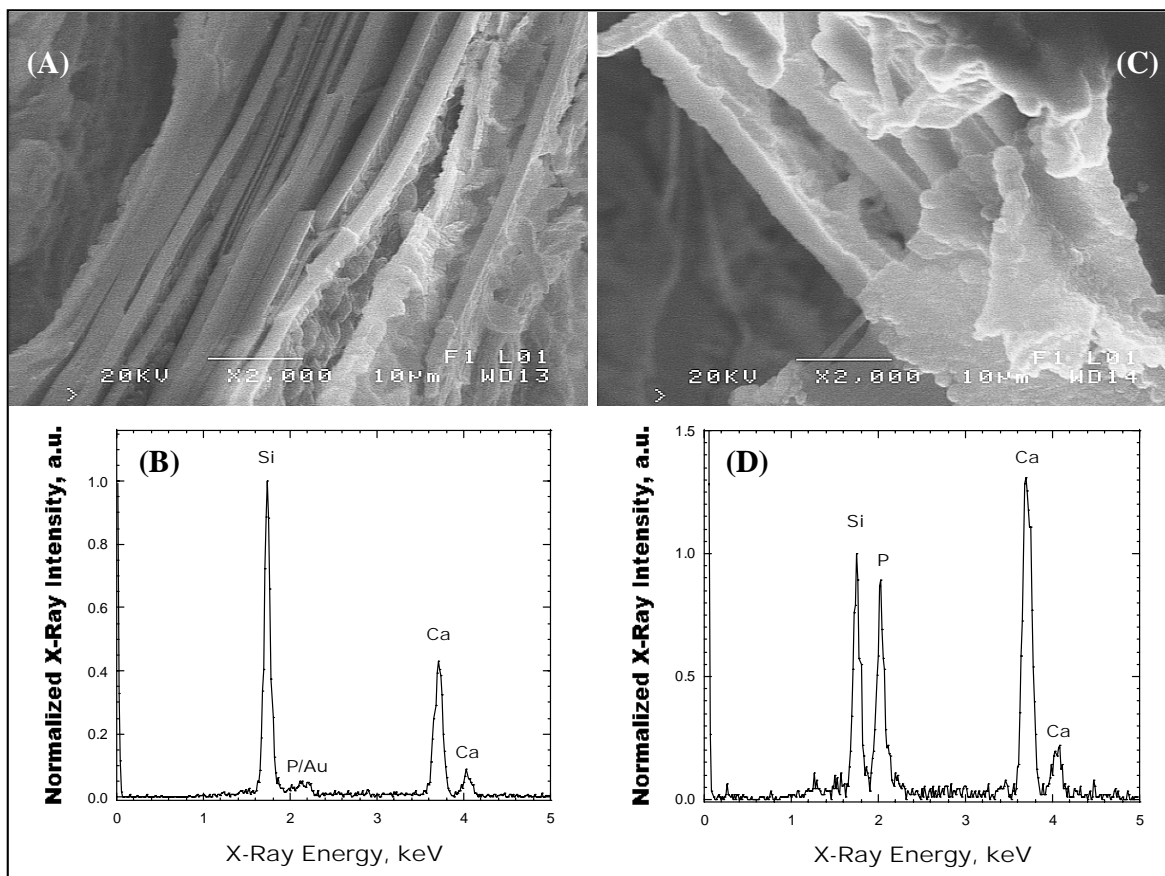 (A)
F1 L01
20KV X2,000 10µm WD13
>
(C)
F1 L01
20KV X2,000 10µm WD14
>
(B)
Normalized X-Ray Intensity, a.u.
1.0
0.8
0.6
0.4
0.2
0.0
Si
P/Au
Ca
Ca
0 1 2 3 4 5
X-Ray Energy, keV
(D)
Normalized X-Ray Intensity, a.u.
1.5
1.0
0.5
0.0
Si
P
Ca
Ca
0 1 2 3 4 5
X-Ray Energy, keV